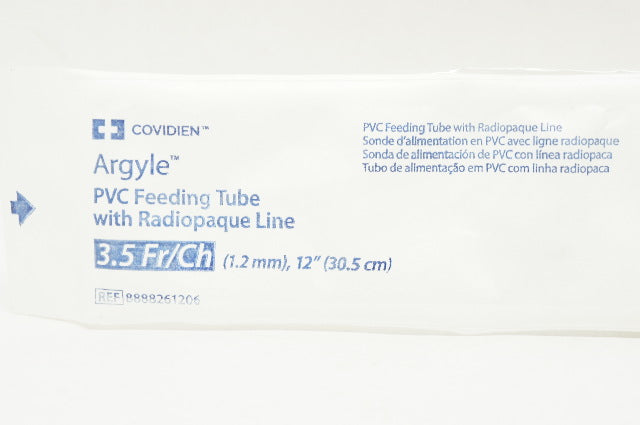 COVIDIEN™
Argyle™
PVC Feeding Tube
with Radiopaque Line
3.5 Fr/Ch (1.2 mm), 12" (30.5 cm)
REF 8888261206
PVC Feeding Tube with Radiopaque Line
Sonde d'alimentation en PVC avec ligne radiopaque
Sonda de alimentación de PVC con línea radiopaca
Tubo de alimentação em PVC com linha radiopaca